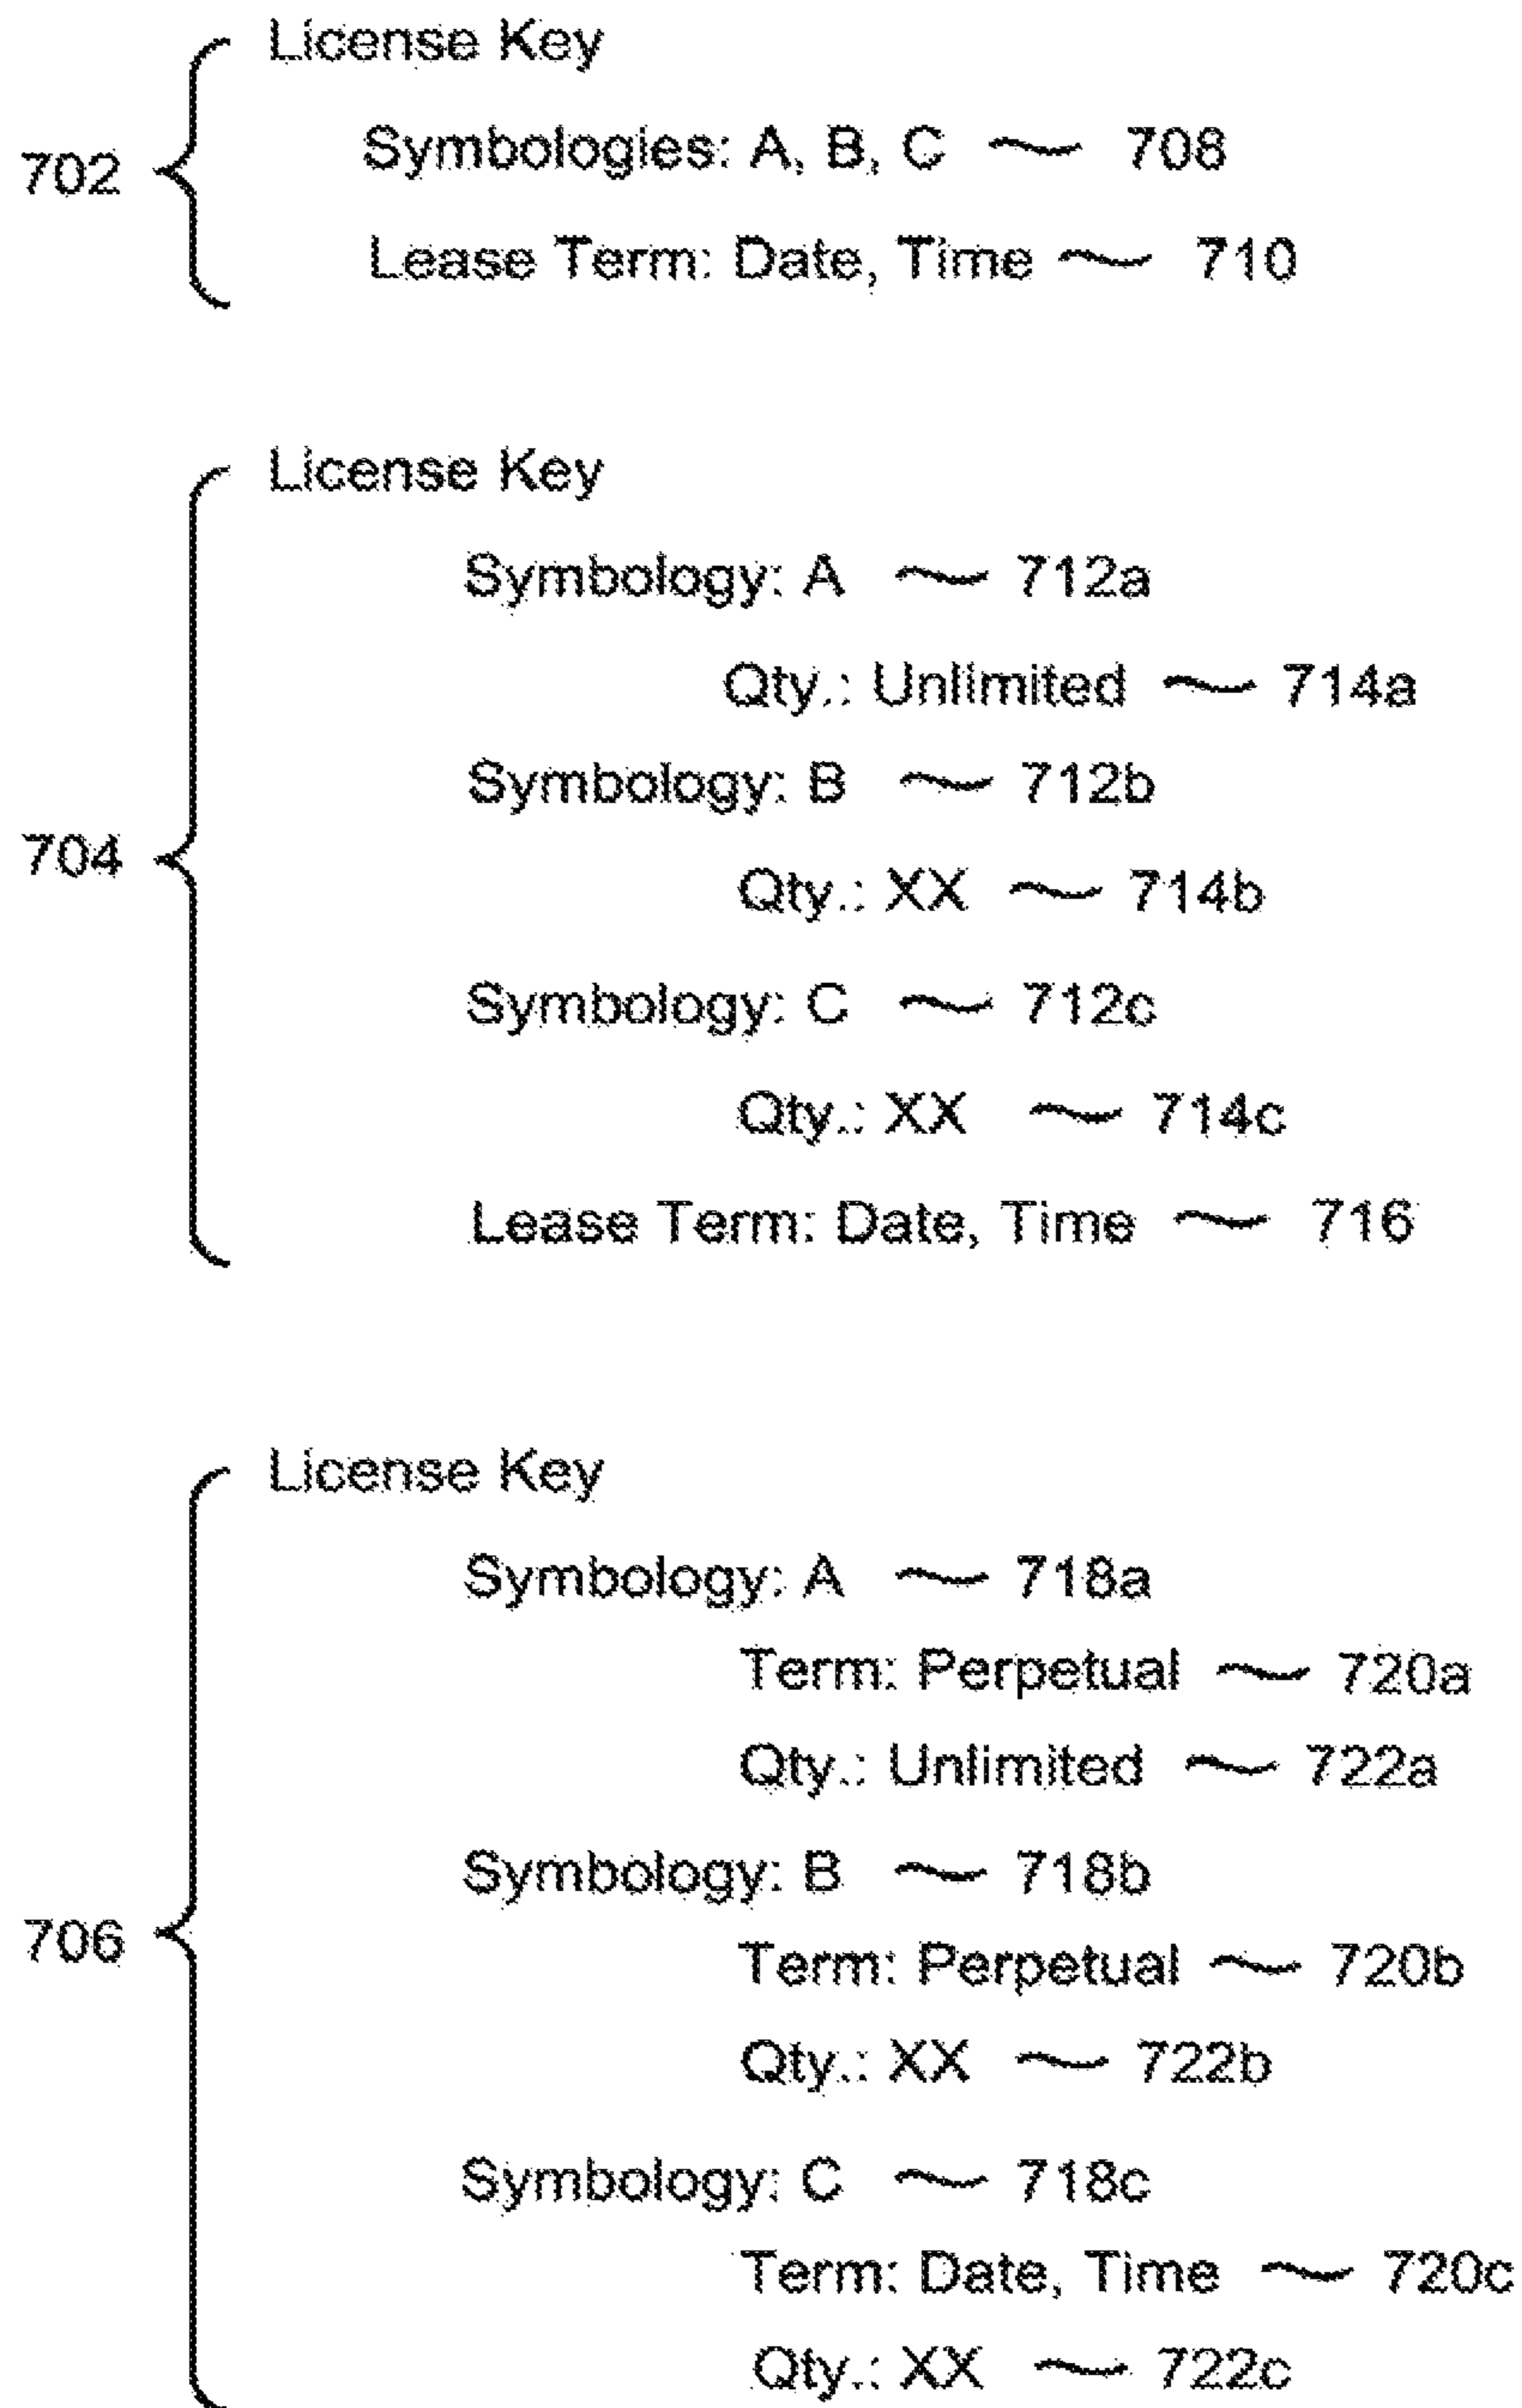 License Key
702
Symbologies: A, B, C 708
Lease Term: Date, Time 710
License Key
Symbology: A 712a
Qty.: Unlimited 714a
Symbology: B 712b
704
Qty.: XX 714b
Symbology: C 712c
Qty.: XX 714c
Lease Term: Date, Time 716
License Key
Symbology: A 718a
Term: Perpetual 720a
Qty.: Unlimited 722a
Symbology: B 718b
706
Term: Perpetual 720b
Qty.: XX 722b
Symbology: C 718c
Term: Date, Time 720c
Qty.: XX 722c